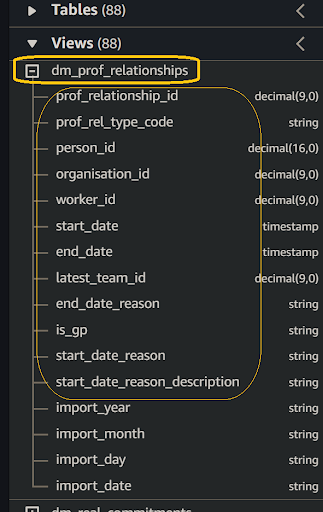 Tables (88)
Views (88)
dm_prof_relationships
prof_relationship_id decimal(9,0)
prof_rel_type_code string
person_id decimal(16,0)
organisation_id decimal(9,0)
worker_id decimal(9,0)
start_date timestamp
end_date timestamp
latest_team_id decimal(9,0)
end_date_reason string
is_gp string
start_date_reason string
start_date_reason_description string
import_year string
import_month string
import_day string
import_date string